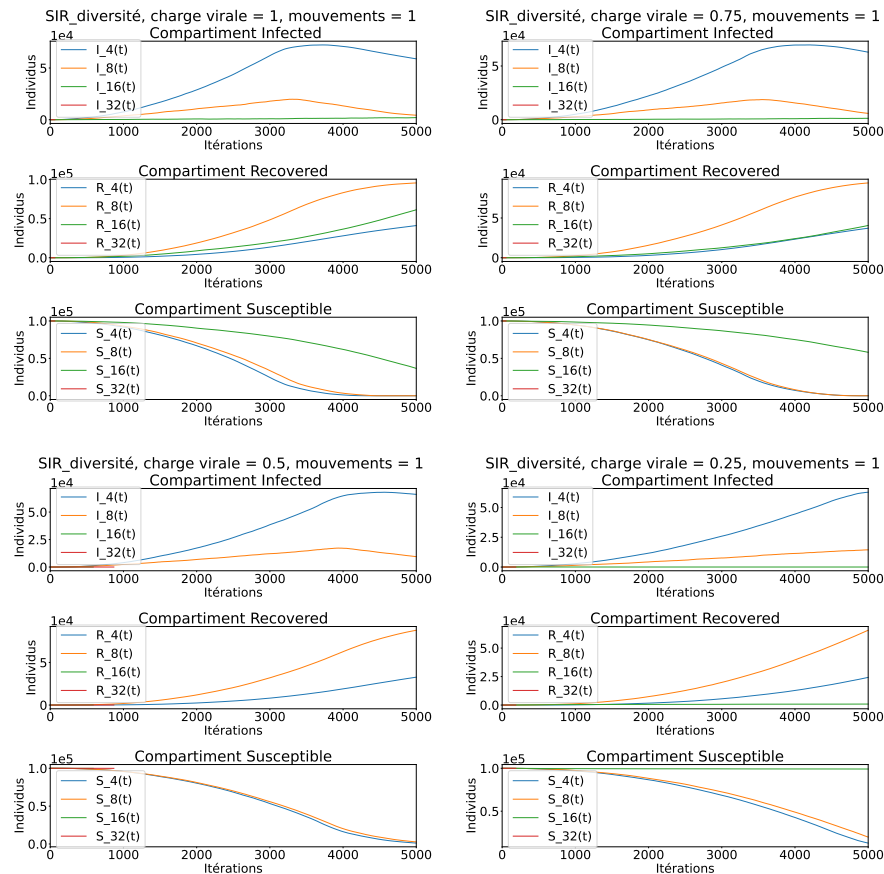 SIR_diversité, charge virale = 1, mouvements = 1
Compartiment Infected
1e4
Individus
5
0
I_4(t)
I_8(t)
I_16(t)
I_32(t)
0 1000 2000 3000 4000 5000
Itérations
Compartiment Recovered
1e5
Individus
1.0
0.5
0.0
R_4(t)
R_8(t)
R_16(t)
R_32(t)
0 1000 2000 3000 4000 5000
Itérations
Compartiment Susceptible
1e5
Individus
1.0
0.5
0.0
S_4(t)
S_8(t)
S_16(t)
S_32(t)
0 1000 2000 3000 4000 5000
Itérations
SIR_diversité, charge virale = 0.75, mouvements = 1
Compartiment Infected
1e4
Individus
5
0
I_4(t)
I_8(t)
I_16(t)
I_32(t)
0 1000 2000 3000 4000 5000
Itérations
Compartiment Recovered
1e4
Individus
5
0
R_4(t)
R_8(t)
R_16(t)
R_32(t)
0 1000 2000 3000 4000 5000
Itérations
Compartiment Susceptible
1e5
Individus
1.0
0.5
0.0
S_4(t)
S_8(t)
S_16(t)
S_32(t)
0 1000 2000 3000 4000 5000
Itérations
SIR_diversité, charge virale = 0.5, mouvements = 1
Compartiment Infected
1e4
Individus
5.0
2.5
0.0
I_4(t)
I_8(t)
I_16(t)
I_32(t)
0 1000 2000 3000 4000 5000
Itérations
Compartiment Recovered
1e4
Individus
5
0
R_4(t)
R_8(t)
R_16(t)
R_32(t)
0 1000 2000 3000 4000 5000
Itérations
Compartiment Susceptible
1e5
Individus
1.0
0.5
0.0
S_4(t)
S_8(t)
S_16(t)
S_32(t)
0 1000 2000 3000 4000 5000
Itérations
SIR_diversité, charge virale = 0.25, mouvements = 1
Compartiment Infected
1e4
Individus
5.0
2.5
0.0
I_4(t)
I_8(t)
I_16(t)
I_32(t)
0 1000 2000 3000 4000 5000
Itérations
Compartiment Recovered
1e4
Individus
5.0
2.5
0.0
R_4(t)
R_8(t)
R_16(t)
R_32(t)
0 1000 2000 3000 4000 5000
Itérations
Compartiment Susceptible
1e5
Individus
1.0
0.5
S_4(t)
S_8(t)
S_16(t)
S_32(t)
0 1000 2000 3000 4000 5000
Itérations